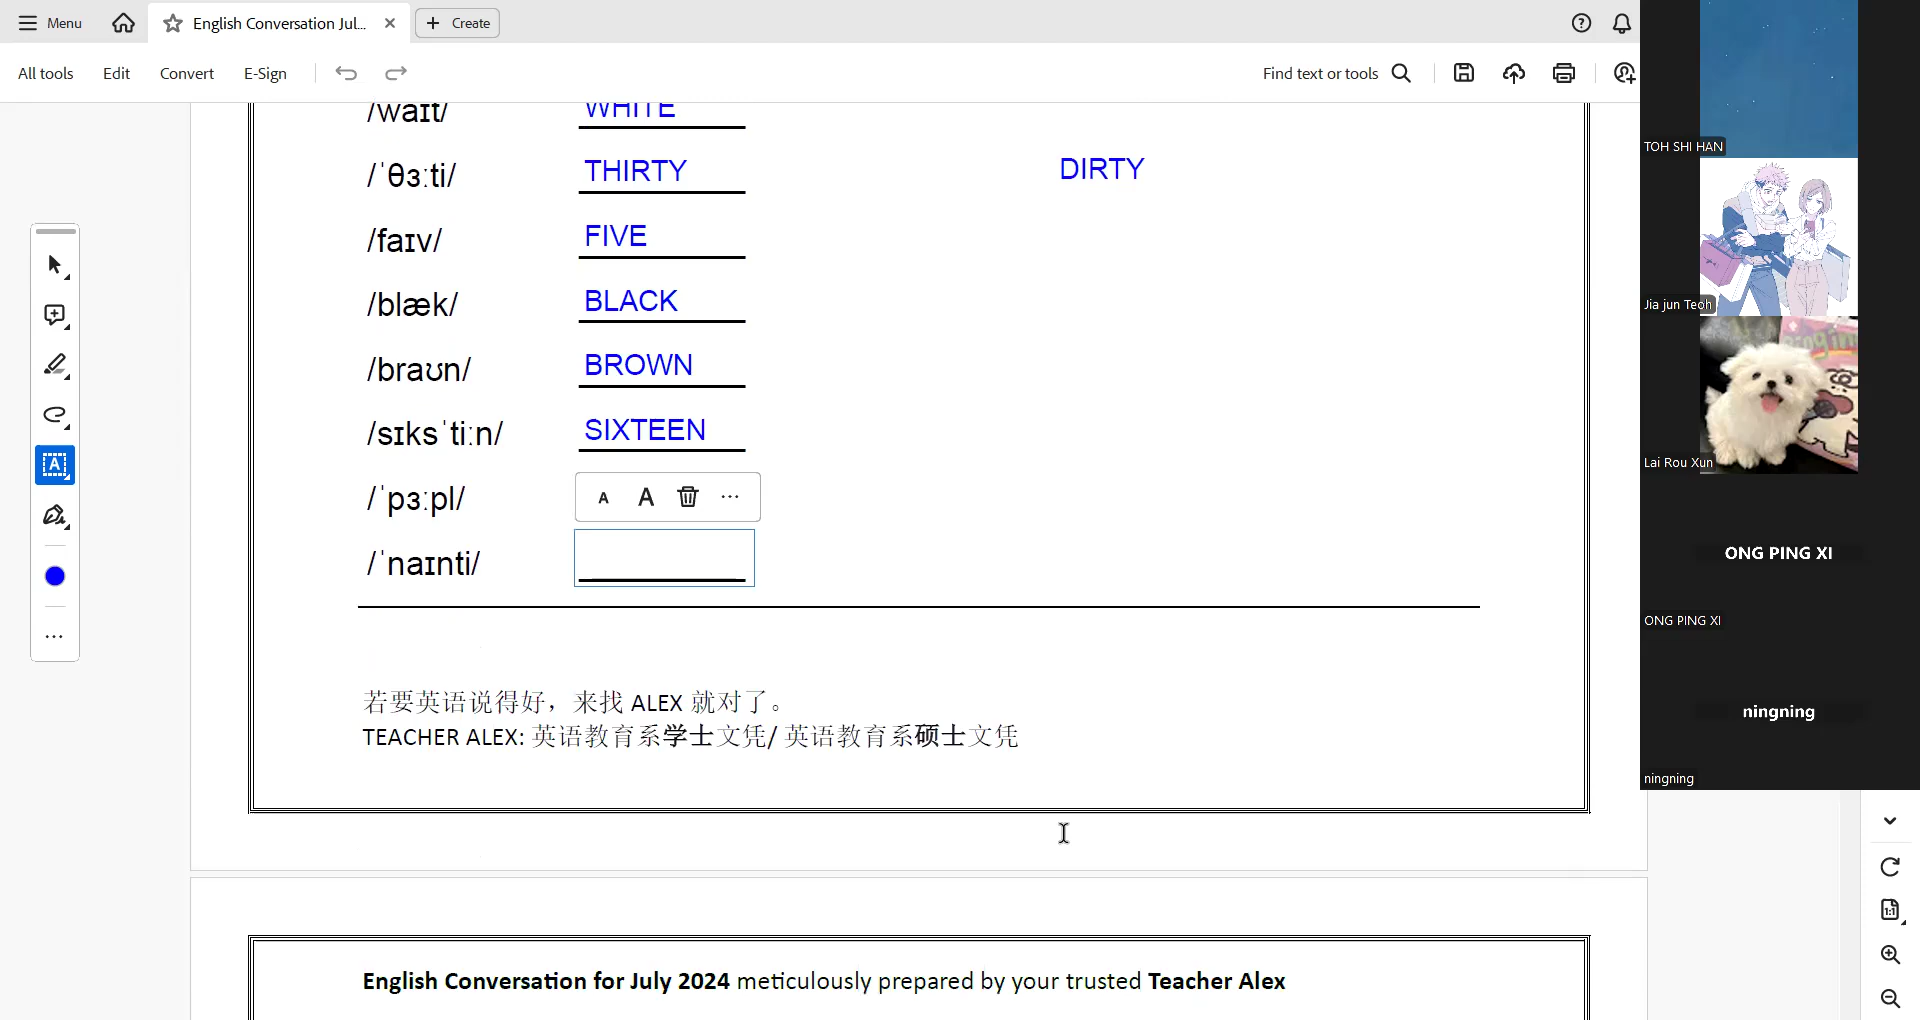 Menu
English Conversation Jul...
Create
All tools
Edit
Convert
E-Sign
Find text or tools
/waɪt/ WHITE
/ˈθɜːti/ THIRTY DIRTY
/faɪv/ FIVE
/blæk/ BLACK
/braʊn/ BROWN
/sɪksˈtiːn/ SIXTEEN
/ˈpɜːpl/
A A ...
/ˈnaɪnti/
若要英语说得好，来找 ALEX 就对了。
TEACHER ALEX: 英语教育系学士文凭/ 英语教育系硕士文凭
English Conversation for July 2024 meticulously prepared by your trusted Teacher Alex
TOH SHI HAN
Jia jun Teoh
Lai Rou Xun
ONG PING XI
ONG PING XI
ningning
ningning